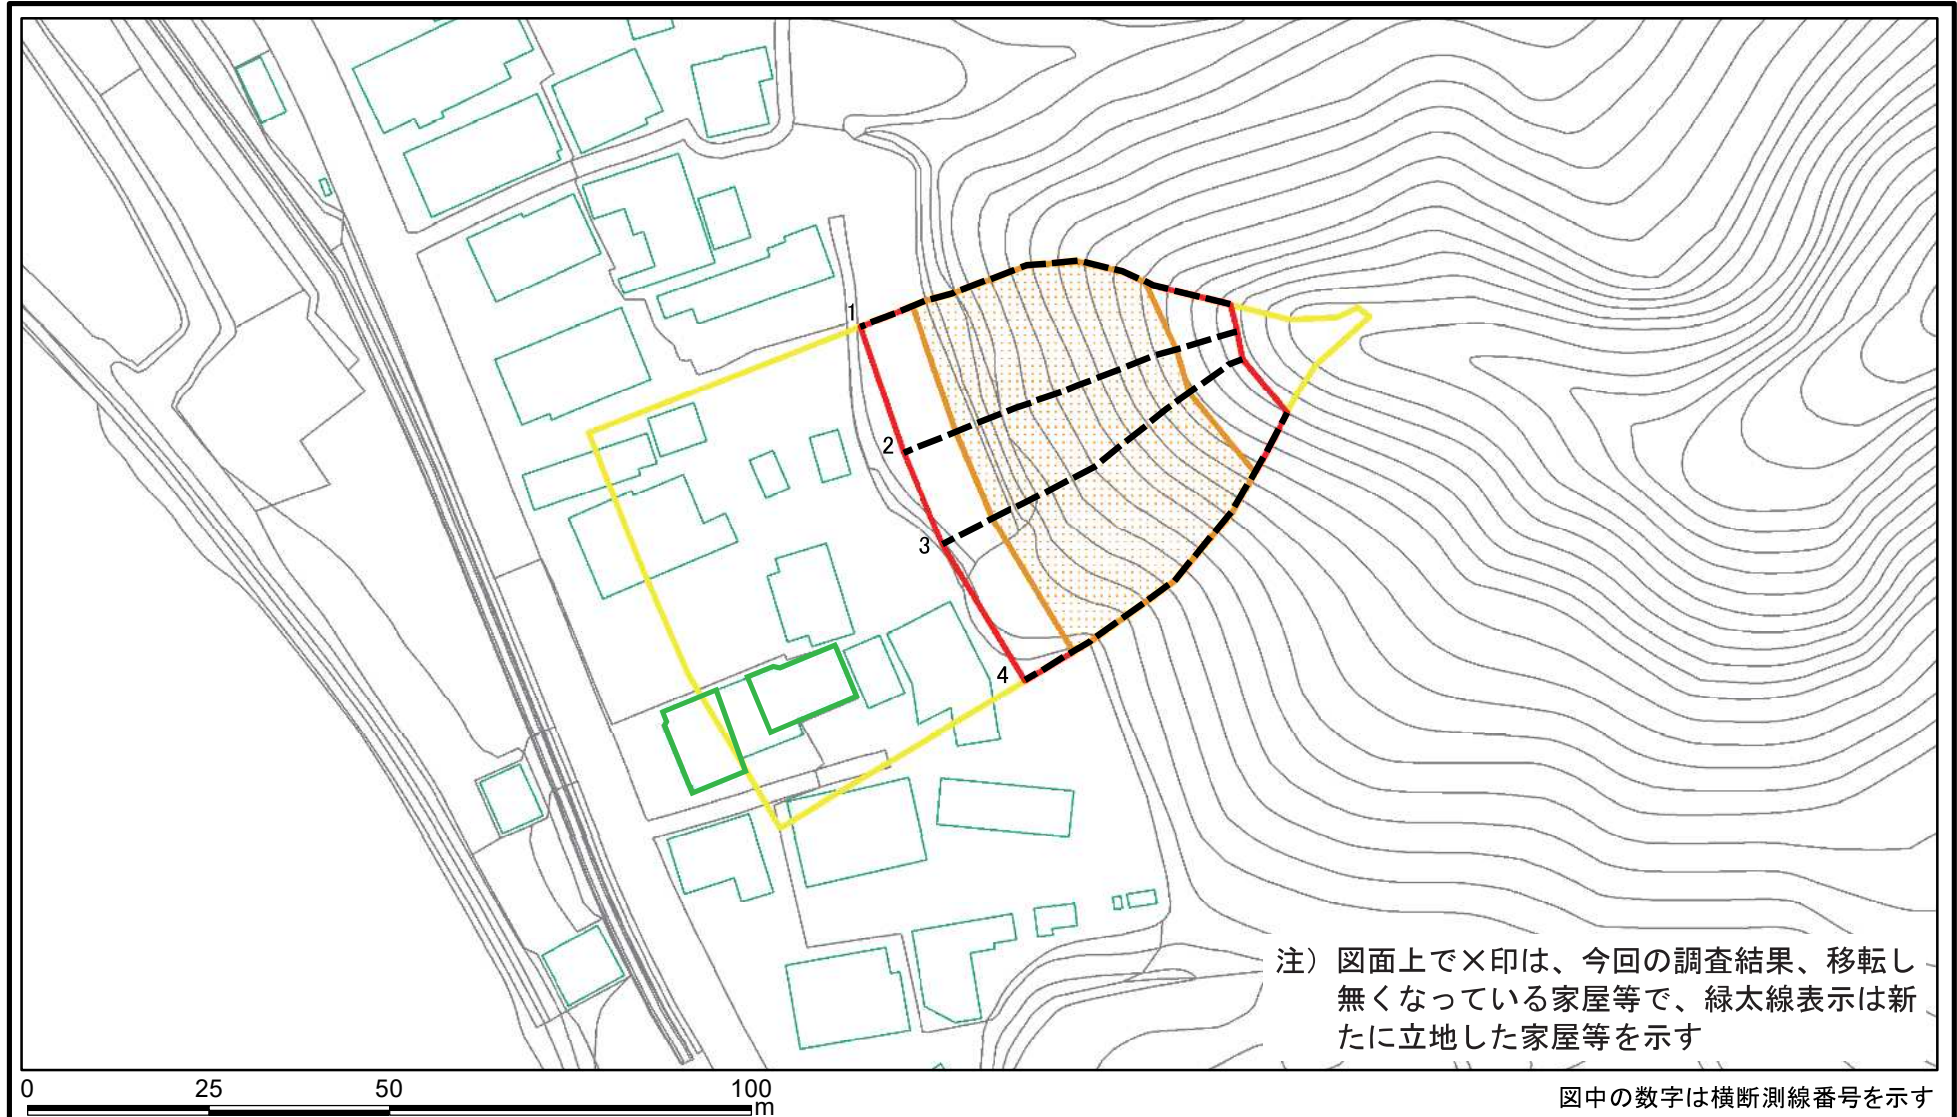 1
2
3
4
注）図面上で×印は、今回の調査結果、移転し
無くなっている家屋等で、緑太線表示は新
たに立地した家屋等を示す
0 25 50 100
m
図中の数字は横断測線番号を示す